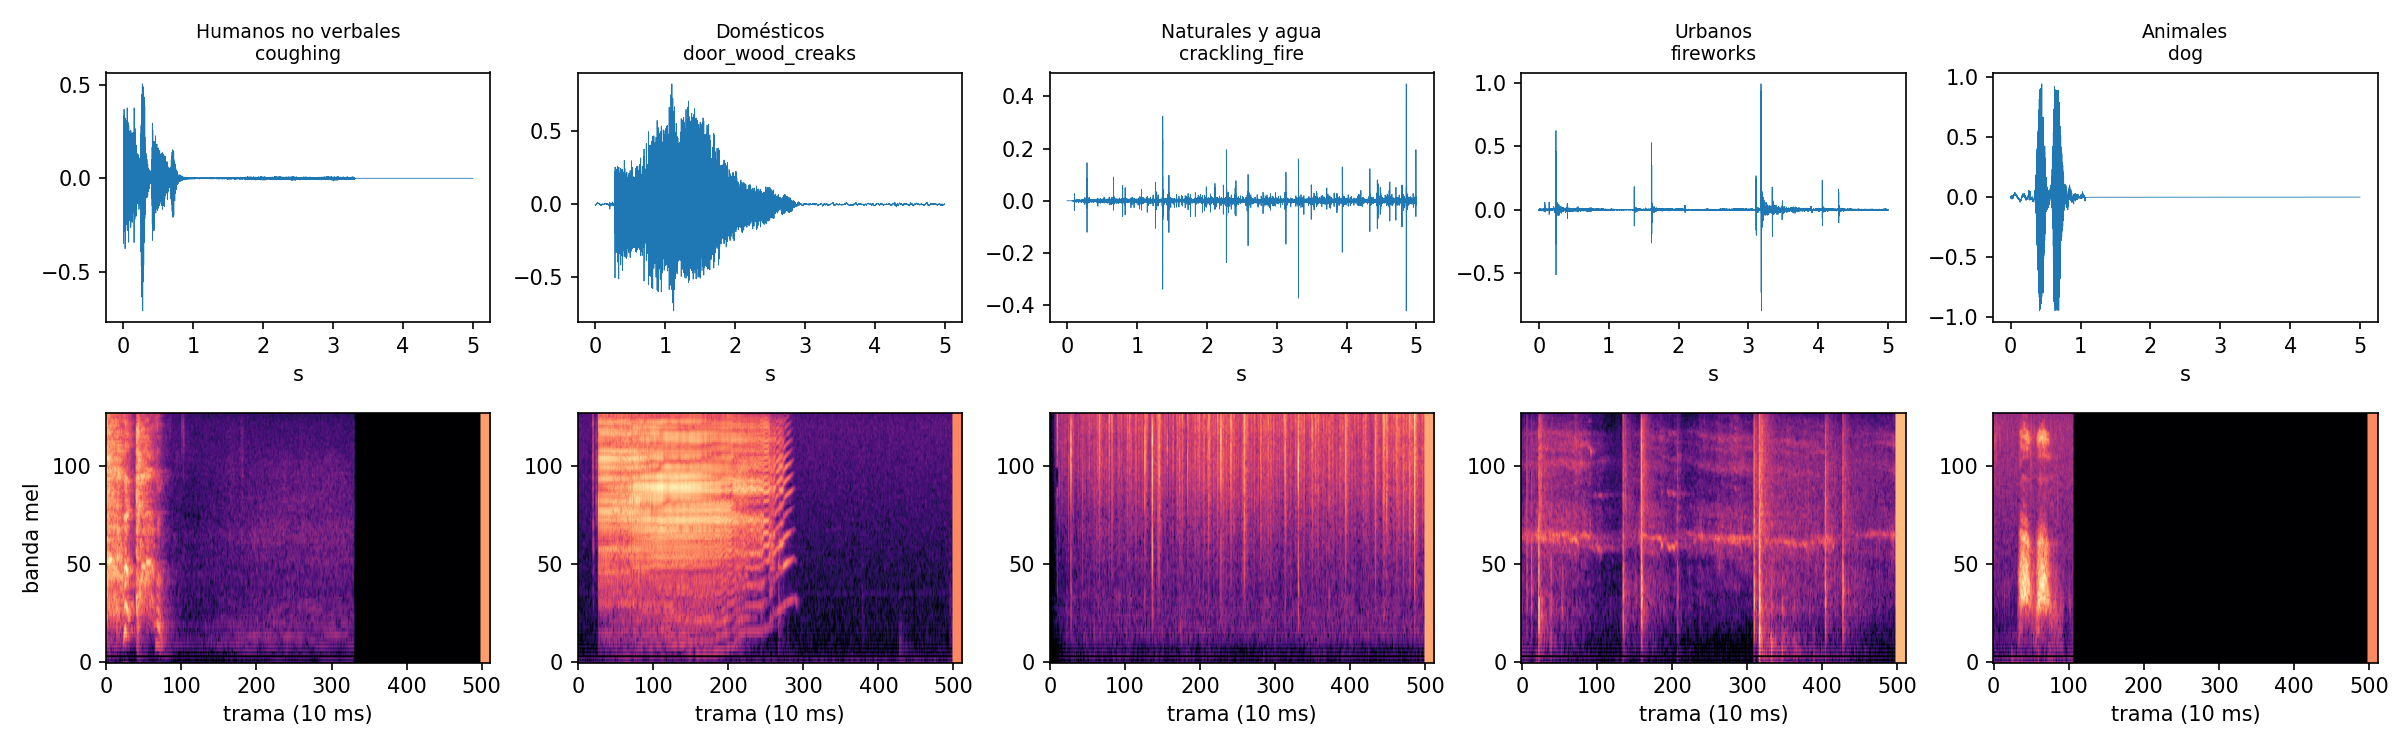 Humanos no verbales
coughing
Domésticos
door_wood_creaks
Naturales y agua
crackling_fire
Urbanos
fireworks
Animales
dog
0.5
0.0
−0.5
0 1 2 3 4 5
s
0.5
0.0
−0.5
0 1 2 3 4 5
s
0.4
0.2
0.0
−0.2
−0.4
0 1 2 3 4 5
s
1.0
0.5
0.0
−0.5
0 1 2 3 4 5
s
1.0
0.5
0.0
−0.5
−1.0
0 1 2 3 4 5
s
banda mel
100
50
0
0 100 200 300 400 500
trama (10 ms)
100
50
0
0 100 200 300 400 500
trama (10 ms)
100
50
0
0 100 200 300 400 500
trama (10 ms)
100
50
0
0 100 200 300 400 500
trama (10 ms)
100
50
0
0 100 200 300 400 500
trama (10 ms)